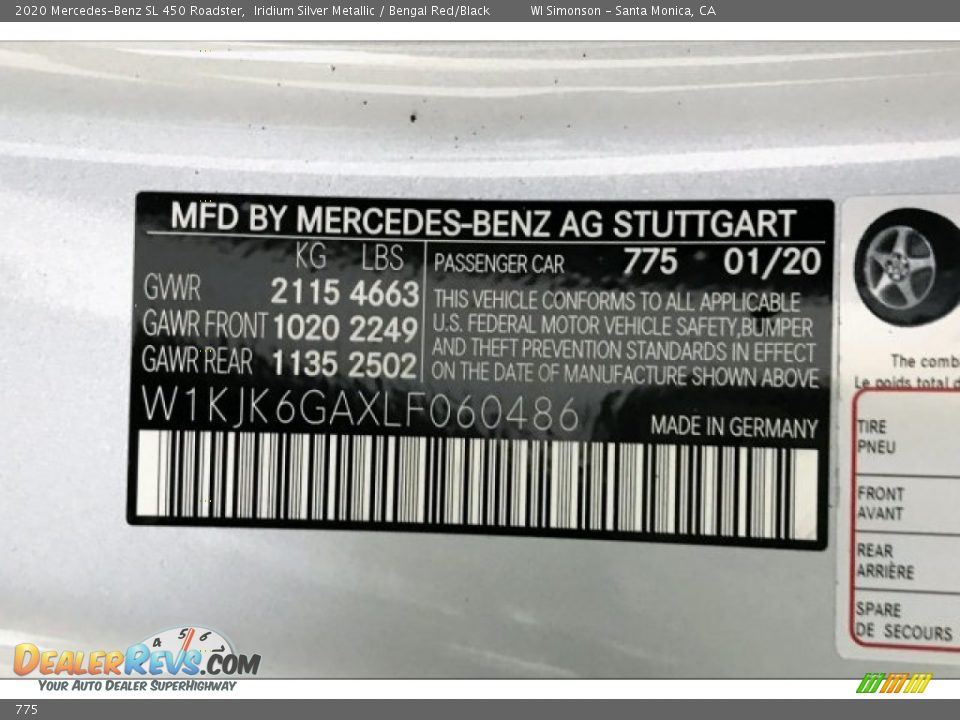 2020 Mercedes-Benz SL 450 Roadster, Iridium Silver Metallic / Bengal Red/Black WI Simonson - Santa Monica, CA
MFD BY MERCEDES-BENZ AG STUTTGART
KG LBS
GVWR 2115 4663
GAWR FRONT 1020 2249
GAWR REAR 1135 2502
PASSENGER CAR 775 01/20
THIS VEHICLE CONFORMS TO ALL APPLICABLE
U.S. FEDERAL MOTOR VEHICLE SAFETY,BUMPER
AND THEFT PREVENTION STANDARDS IN EFFECT
ON THE DATE OF MANUFACTURE SHOWN ABOVE
W1KJK6GAXLF060486
MADE IN GERMANY
The comb
Le poids total d
TIRE
PNEU
FRONT
AVANT
REAR
ARRIÈRE
SPARE
DE SECOURS
4 5 6 7
DealerRevs.com
Your Auto Dealer SuperHighway
775